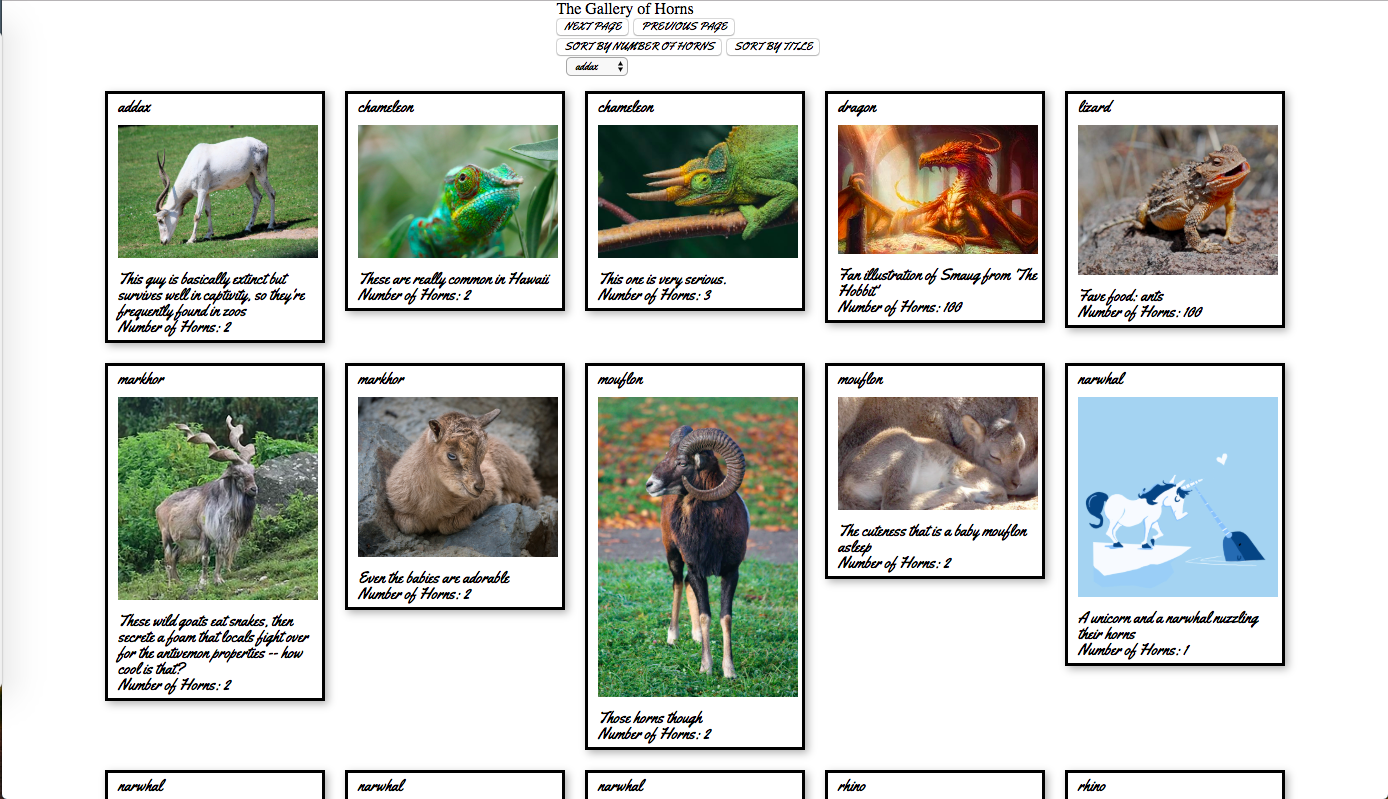 The Gallery of Horns
NEXT PAGE PREVIOUS PAGE
SORT BY NUMBER OF HORNS SORT BY TITLE
addax
addax
This guy is basically extinct but
survives well in captivity, so they're
frequently found in zoos
Number of Horns: 2
chameleon
These are really common in Hawaii
Number of Horns: 2
chameleon
This one is very serious.
Number of Horns: 3
dragon
Fan illustration of Smaug from 'The
Hobbit'
Number of Horns: 100
lizard
Fave food: ants
Number of Horns: 100
markhor
These wild goats eat snakes, then
secrete a foam that locals fight over
for the antivemon properties -- how
cool is that?
Number of Horns: 2
markhor
Even the babies are adorable
Number of Horns: 2
mouflon
Those horns though
Number of Horns: 2
mouflon
The cuteness that is a baby mouflon
asleep
Number of Horns: 2
narwhal
A unicorn and a narwhal nuzzling
their horns
Number of Horns: 1
narwhal
narwhal
narwhal
rhino
rhino